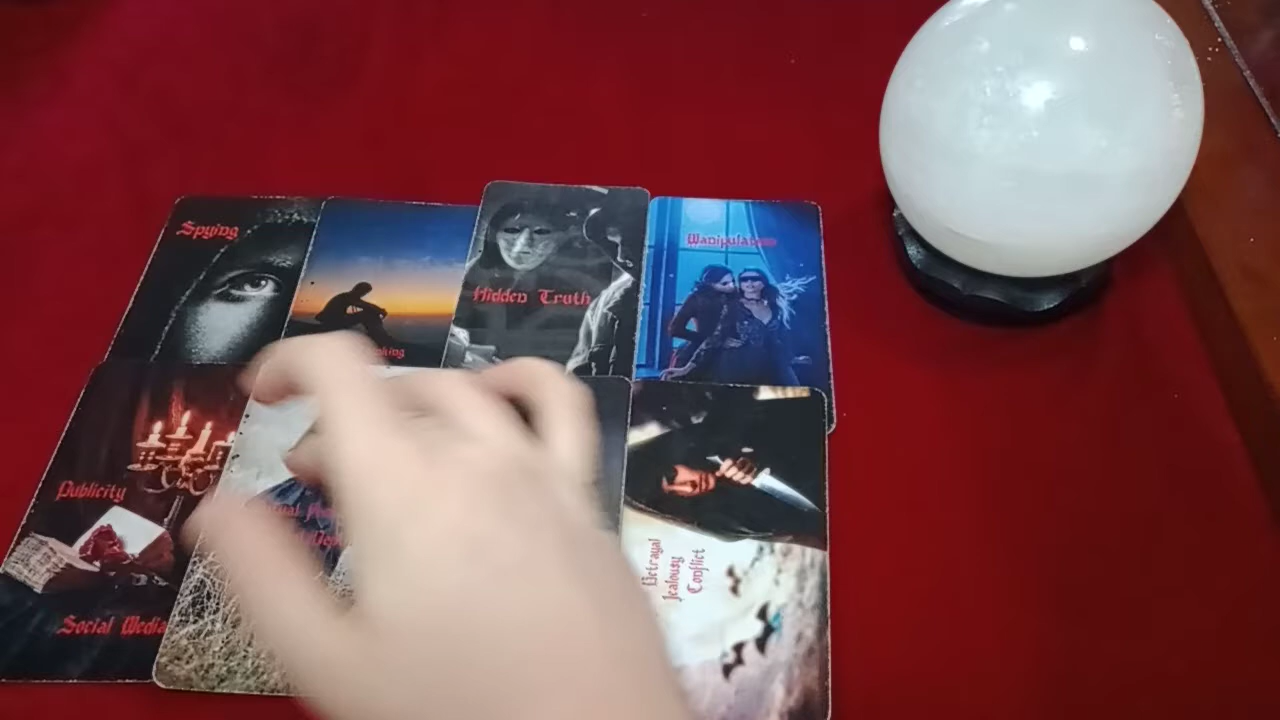 Spying
Hidden Truth
Manipulation
Publicity
Social Media
Betrayal
Jealousy
Conflict